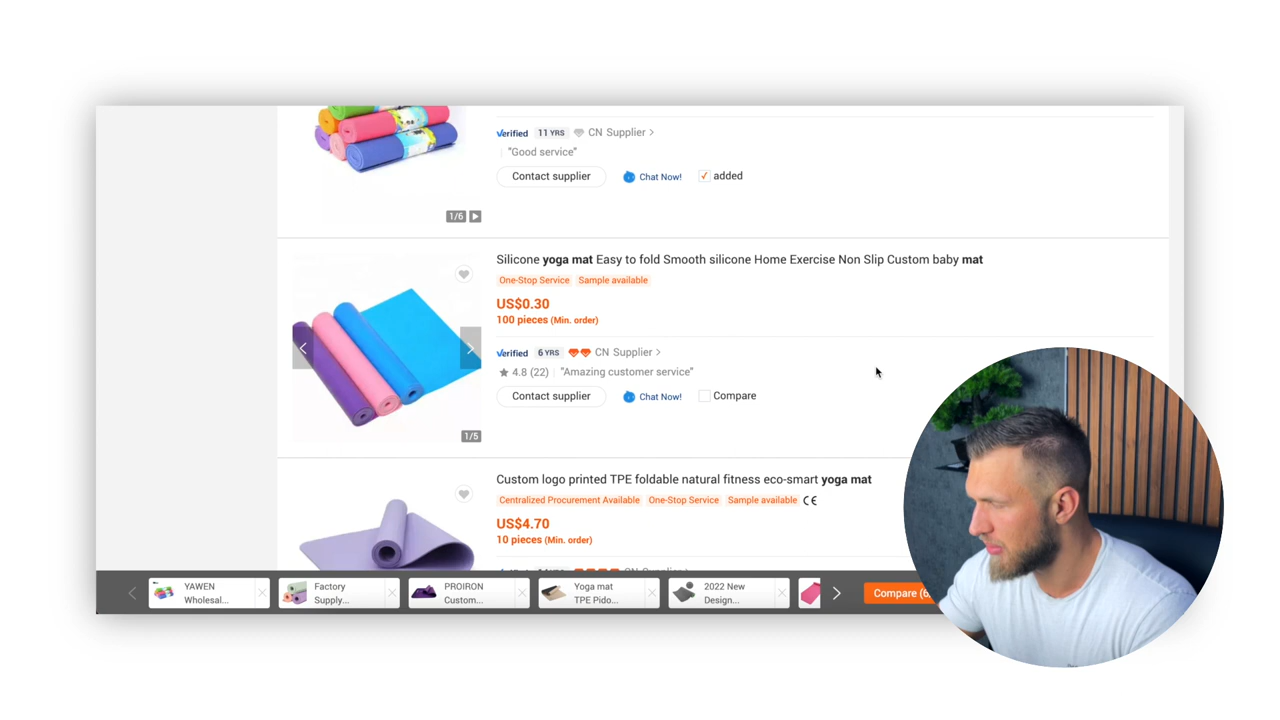 Verified 11 YRS CN Supplier >
"Good service"
Contact supplier Chat Now! added
1/6
Silicone yoga mat Easy to fold Smooth silicone Home Exercise Non Slip Custom baby mat
One-Stop Service Sample available
US$0.30
100 pieces (Min. order)
Verified 6 YRS CN Supplier >
4.8 (22) "Amazing customer service"
Contact supplier Chat Now! Compare
1/5
Custom logo printed TPE foldable natural fitness eco-smart yoga mat
Centralized Procurement Available One-Stop Service Sample available CE
US$4.70
10 pieces (Min. order)
YAWEN
Wholesal...
Factory
Supply...
PROIRON
Custom...
Yoga mat
TPE Pido...
2022 New
Design...
Compare (6